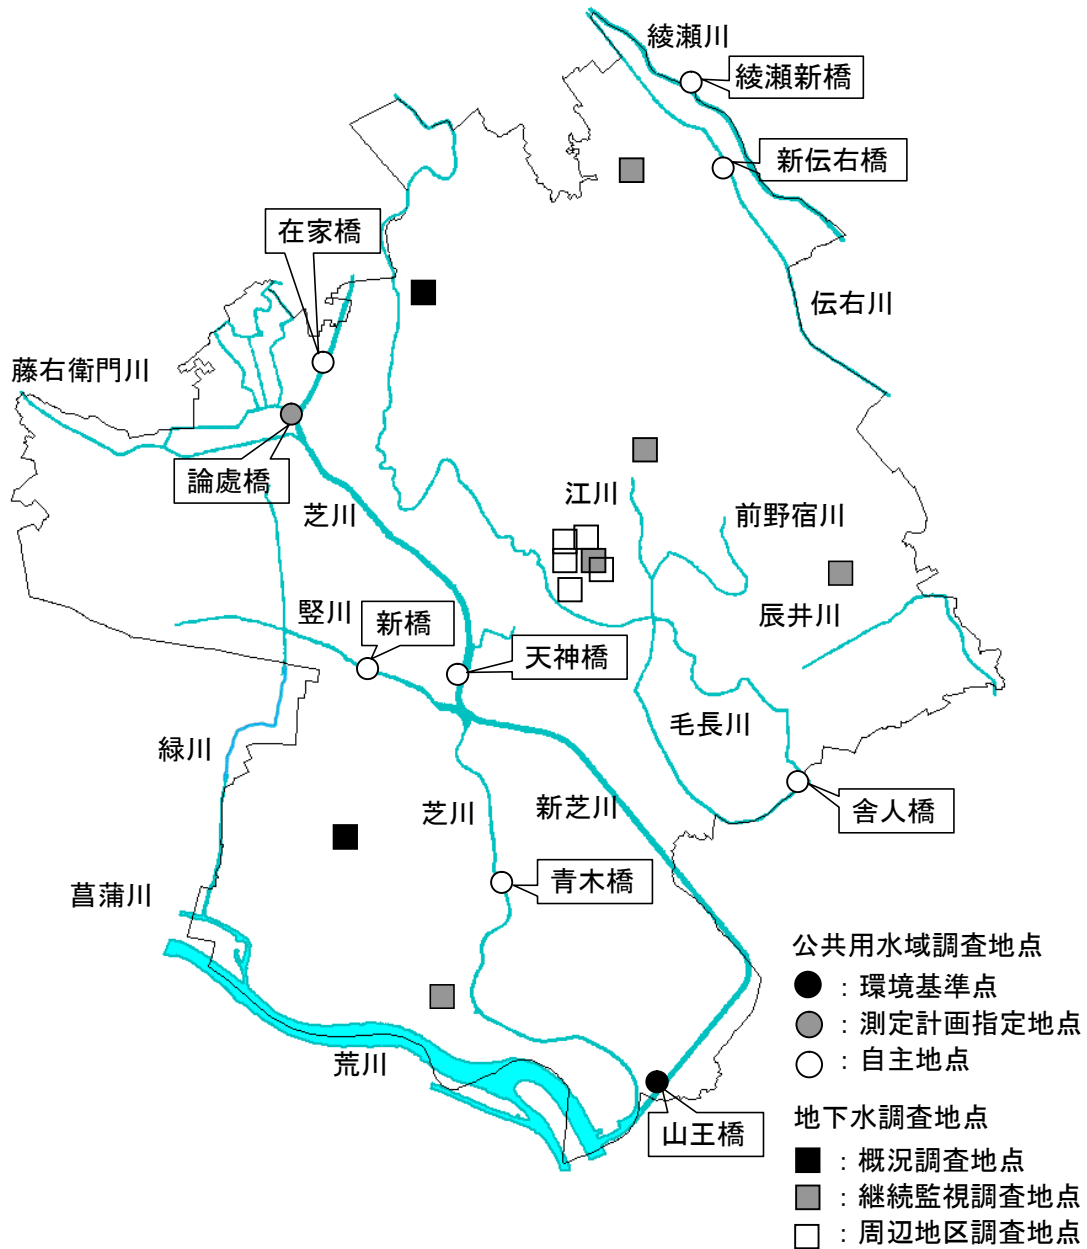 綾瀬川
綾瀬新橋
新伝右橋
在家橋
伝右川
藤右衛門川
論處橋
芝川
江川
前野宿川
竪川
新橋
辰井川
天神橋
毛長川
緑川
芝川
新芝川
舎人橋
青木橋
菖蒲川
荒川
山王橋
公共用水域調査地点
：環境基準点
：測定計画指定地点
：自主地点
地下水調査地点
：概況調査地点
：継続監視調査地点
：周辺地区調査地点